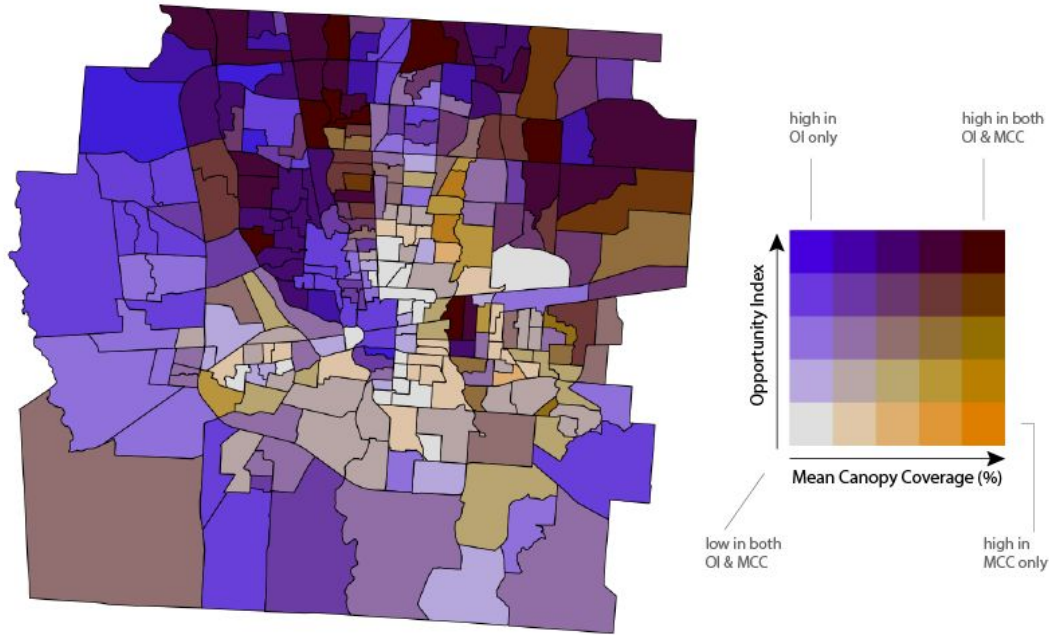 high in
OI only
high in both
OI & MCC
Opportunity Index
Mean Canopy Coverage (%)
low in both
OI & MCC
high in
MCC only